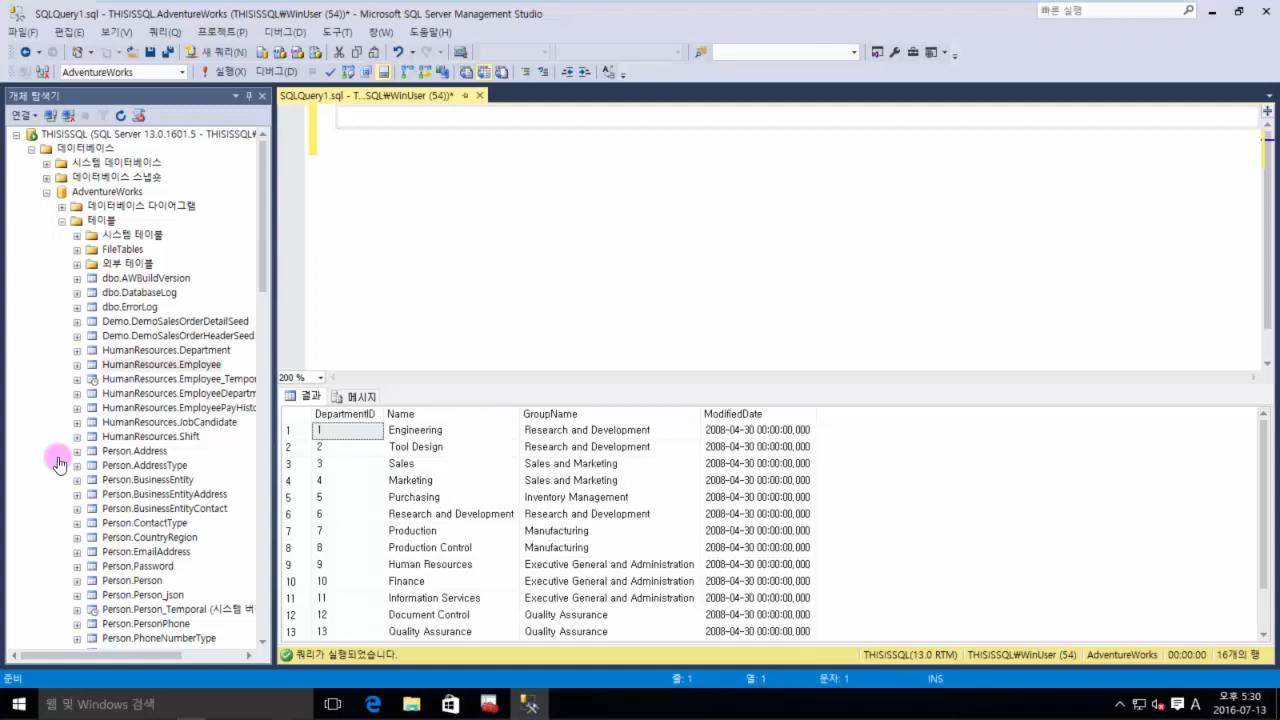 SQLQuery1.sql - THISISSQL.AdventureWorks (THISISSQL₩WinUser (54))* - Microsoft SQL Server Management Studio
빠른 실행
파일(F) 편집(E) 보기(V) 쿼리(Q) 프로젝트(P) 디버그(D) 도구(T) 창(W) 도움말(H)
새 쿼리(N)
AdventureWorks 실행(X) 디버그(D)
개체 탐색기
SQLQuery1.sql - T...SQL₩WinUser (54))*
연결
THISISSQL (SQL Server 13.0.1601.5 - THISISSQL₩
데이터베이스
시스템 데이터베이스
데이터베이스 스냅숏
AdventureWorks
데이터베이스 다이어그램
테이블
시스템 테이블
FileTables
외부 테이블
dbo.AWBuildVersion
dbo.DatabaseLog
dbo.ErrorLog
Demo.DemoSalesOrderDetailSeed
Demo.DemoSalesOrderHeaderSeed
HumanResources.Department
HumanResources.Employee
HumanResources.Employee_Tempo
HumanResources.EmployeeDepartm
HumanResources.EmployeePayHisto
HumanResources.JobCandidate
HumanResources.Shift
Person.Address
Person.AddressType
Person.BusinessEntity
Person.BusinessEntityAddress
Person.BusinessEntityContact
Person.ContactType
Person.CountryRegion
Person.EmailAddress
Person.Password
Person.Person
Person.Person_json
Person.Person_Temporal (시스템 버
Person.PersonPhone
Person.PhoneNumberType
200 %
결과 메시지
DepartmentID Name GroupName ModifiedDate
1 1 Engineering Research and Development 2008-04-30 00:00:00,000
2 2 Tool Design Research and Development 2008-04-30 00:00:00,000
3 3 Sales Sales and Marketing 2008-04-30 00:00:00,000
4 4 Marketing Sales and Marketing 2008-04-30 00:00:00,000
5 5 Purchasing Inventory Management 2008-04-30 00:00:00,000
6 6 Research and Development Research and Development 2008-04-30 00:00:00,000
7 7 Production Manufacturing 2008-04-30 00:00:00,000
8 8 Production Control Manufacturing 2008-04-30 00:00:00,000
9 9 Human Resources Executive General and Administration 2008-04-30 00:00:00,000
10 10 Finance Executive General and Administration 2008-04-30 00:00:00,000
11 11 Information Services Executive General and Administration 2008-04-30 00:00:00,000
12 12 Document Control Quality Assurance 2008-04-30 00:00:00,000
13 13 Quality Assurance Quality Assurance 2008-04-30 00:00:00,000
쿼리가 실행되었습니다. THISISSQL(13.0 RTM) THISISSQL₩WinUser (54) AdventureWorks 00:00:00 16개의 행
준비 줄: 1 열: 1 문자: 1 INS
웹 및 Windows 검색
A
오후 5:30
2016-07-13